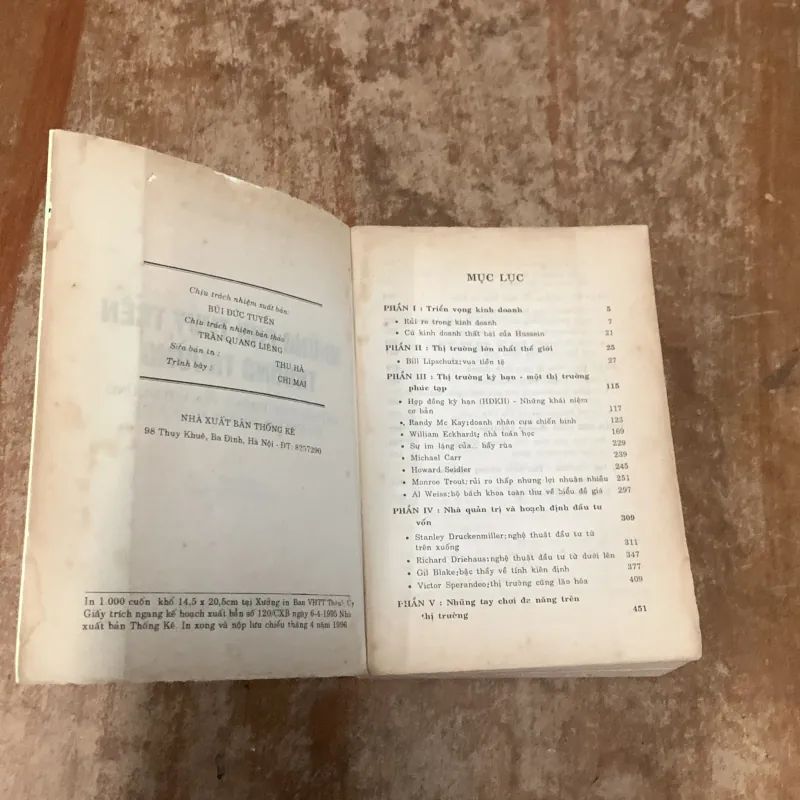 Chịu trách nhiệm xuất bản:
BÙI ĐỨC TUYẾN
Chịu trách nhiệm bản thảo
TRẦN QUANG LIÊNG
Sửa bản in : THU HÀ
Trình bày : CHI MAI
NHÀ XUẤT BẢN THỐNG KÊ
98 Thụy Khuê, Ba Đình, Hà Nội - ĐT: 8257290
In 1.000 cuốn khổ 14,5 x 20,5cm tại Xưởng in Ban VHTT
Giấy trích ngang kế hoạch xuất bản số 120/CXB ngày 6-4-1995 Nhà
xuất bản Thống Kê. In xong và nộp lưu chiểu tháng 4 năm 1996
MỤC LỤC
PHẦN I : Triển vọng kinh doanh 5
• Rủi ro trong kinh doanh 7
• Cú kinh doanh thất bại của Hussein 21
PHẦN II : Thị trường lớn nhất thế giới 25
• Bill Lipschutz; vua tiền tệ 27
PHẦN III : Thị trường kỳ hạn - một thị trường
phức tạp 115
• Hợp đồng kỳ hạn (HĐKH) - Những khái niệm
cơ bản 117
• Randy Mc Kay; doanh nhân cựu chiến binh 123
• William Eckhardt; nhà toán học 169
• Sự im lặng của... bầy rùa 229
• Michael Carr 239
• Howard Seidler 245
• Monroe Trout; rủi ro thấp nhưng lợi nhuận nhiều 251
• Al Weiss; bộ bách khoa toàn thư về biểu đồ giá 297
PHẦN IV : Nhà quản trị và hoạch định đầu tư
vốn 309
• Stanley Druckenmiller; nghệ thuật đầu tư từ
trên xuống 311
• Richard Driehaus; nghệ thuật đầu tư từ dưới lên 347
• Gil Blake; bậc thầy về tính kiên định 377
• Victor Sperandeo; thị trường cũng lão hóa 409
PHẦN V : Những tay chơi đa năng trên
thị trường 451